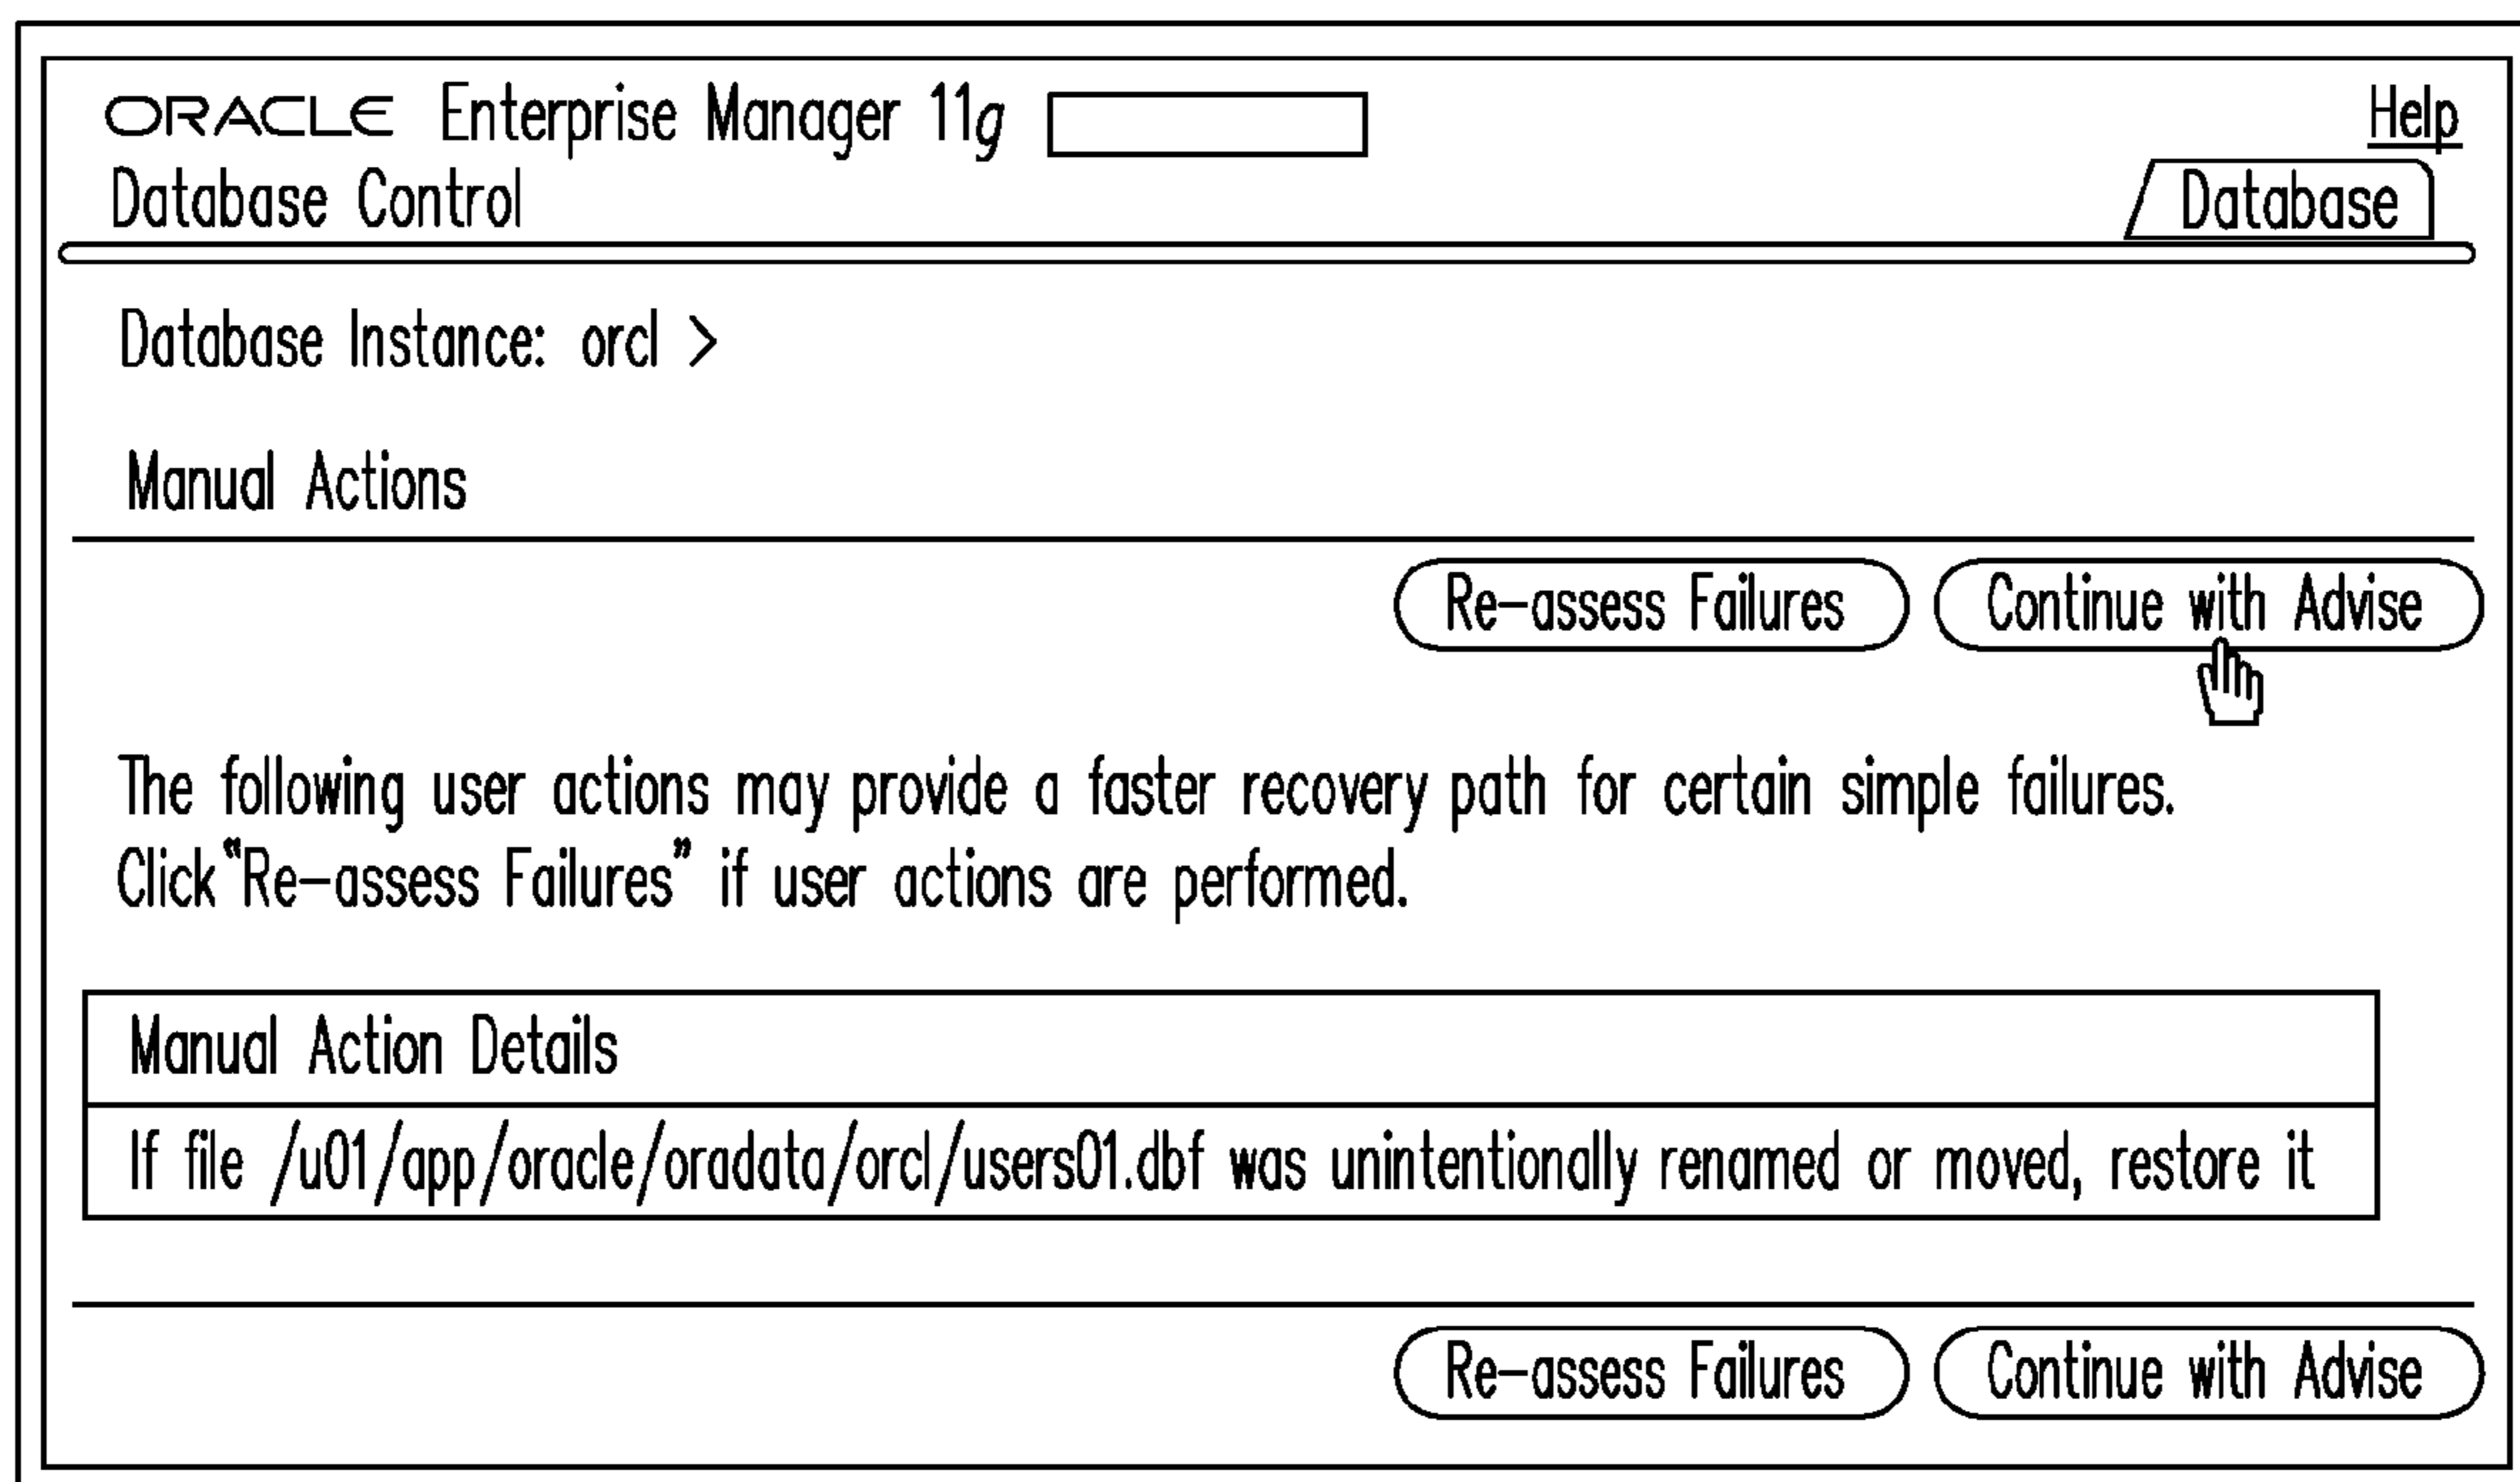 ORACLE Enterprise Manager 11g
Help
Database Control
Database
Database Instance: orcl >
Manual Actions
Re-assess Failures
Continue with Advise
The following user actions may provide a faster recovery path for certain simple failures.
Click "Re-assess Failures" if user actions are performed.
Manual Action Details
If file /u01/app/oracle/oradata/orcl/users01.dbf was unintentionally renamed or moved, restore it
Re-assess Failures
Continue with Advise